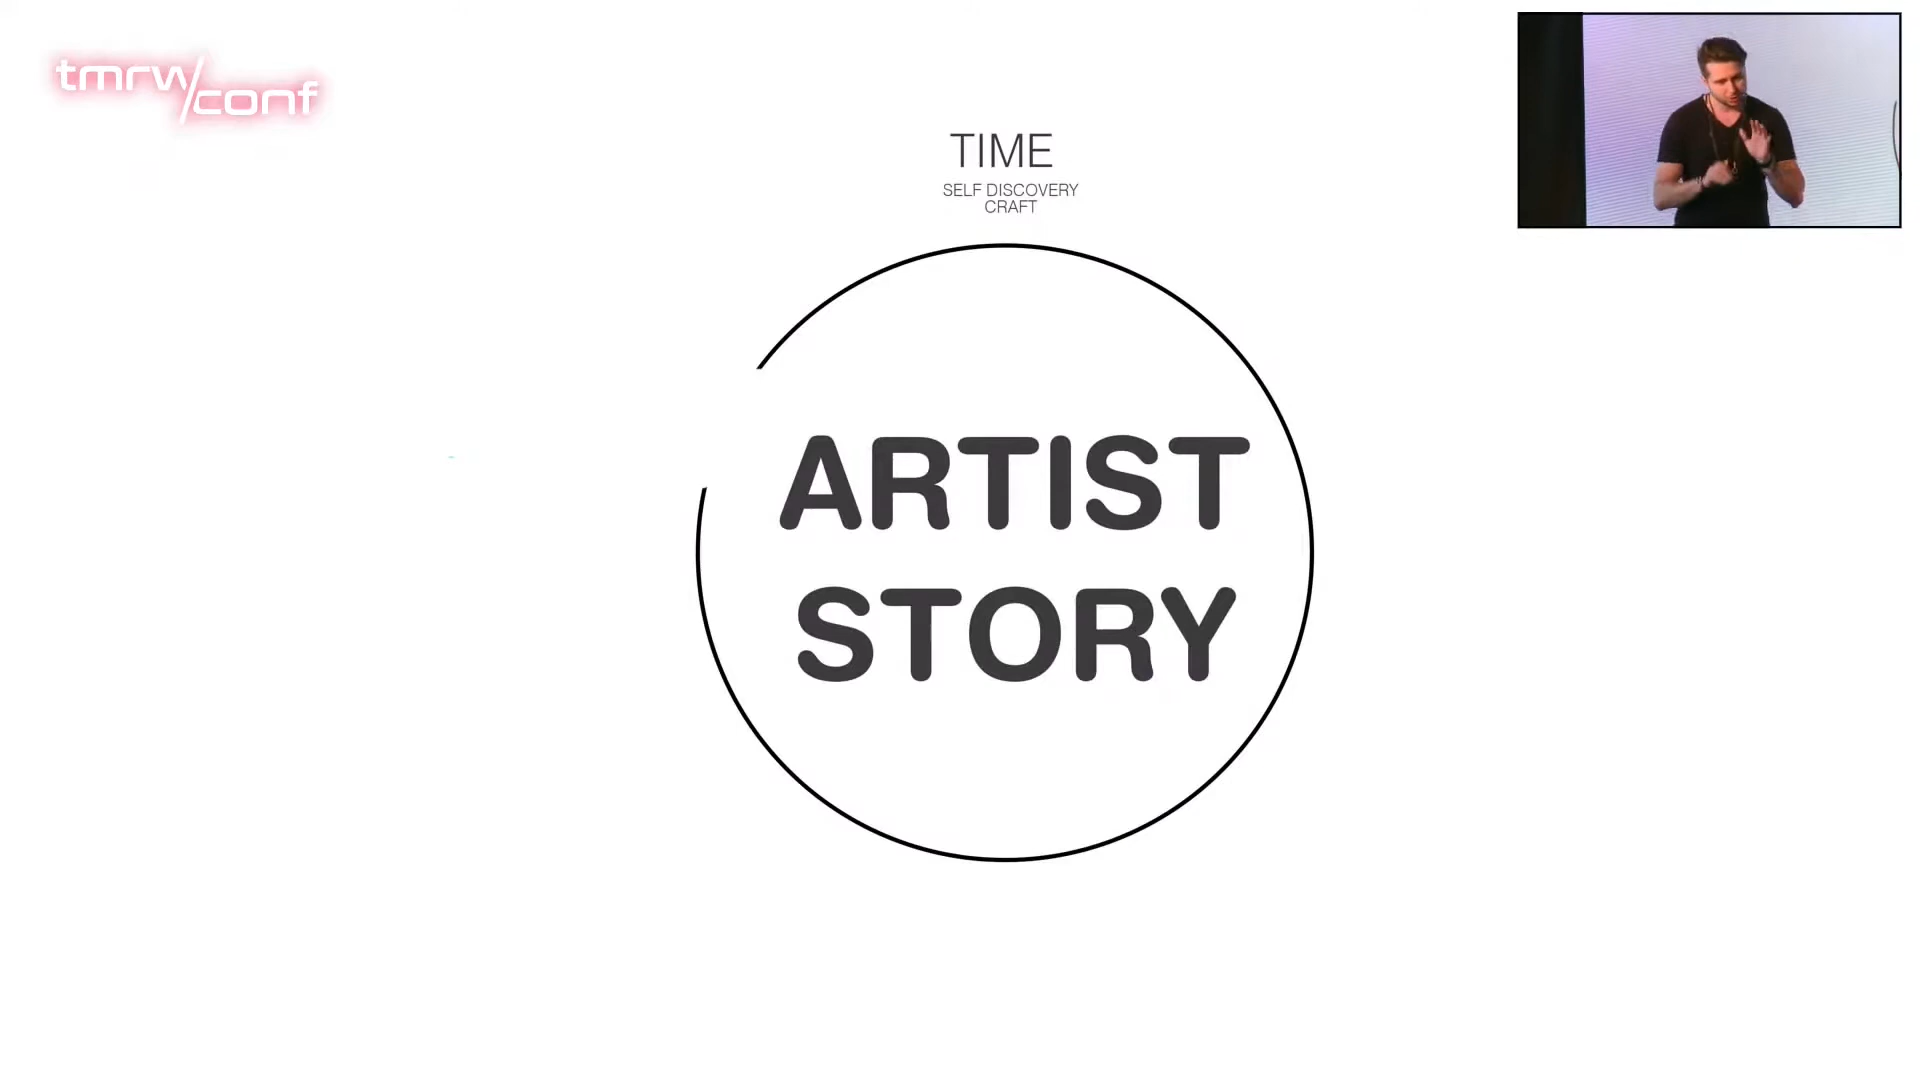 tmrw/conf
TIME
SELF DISCOVERY
CRAFT
ARTIST
STORY